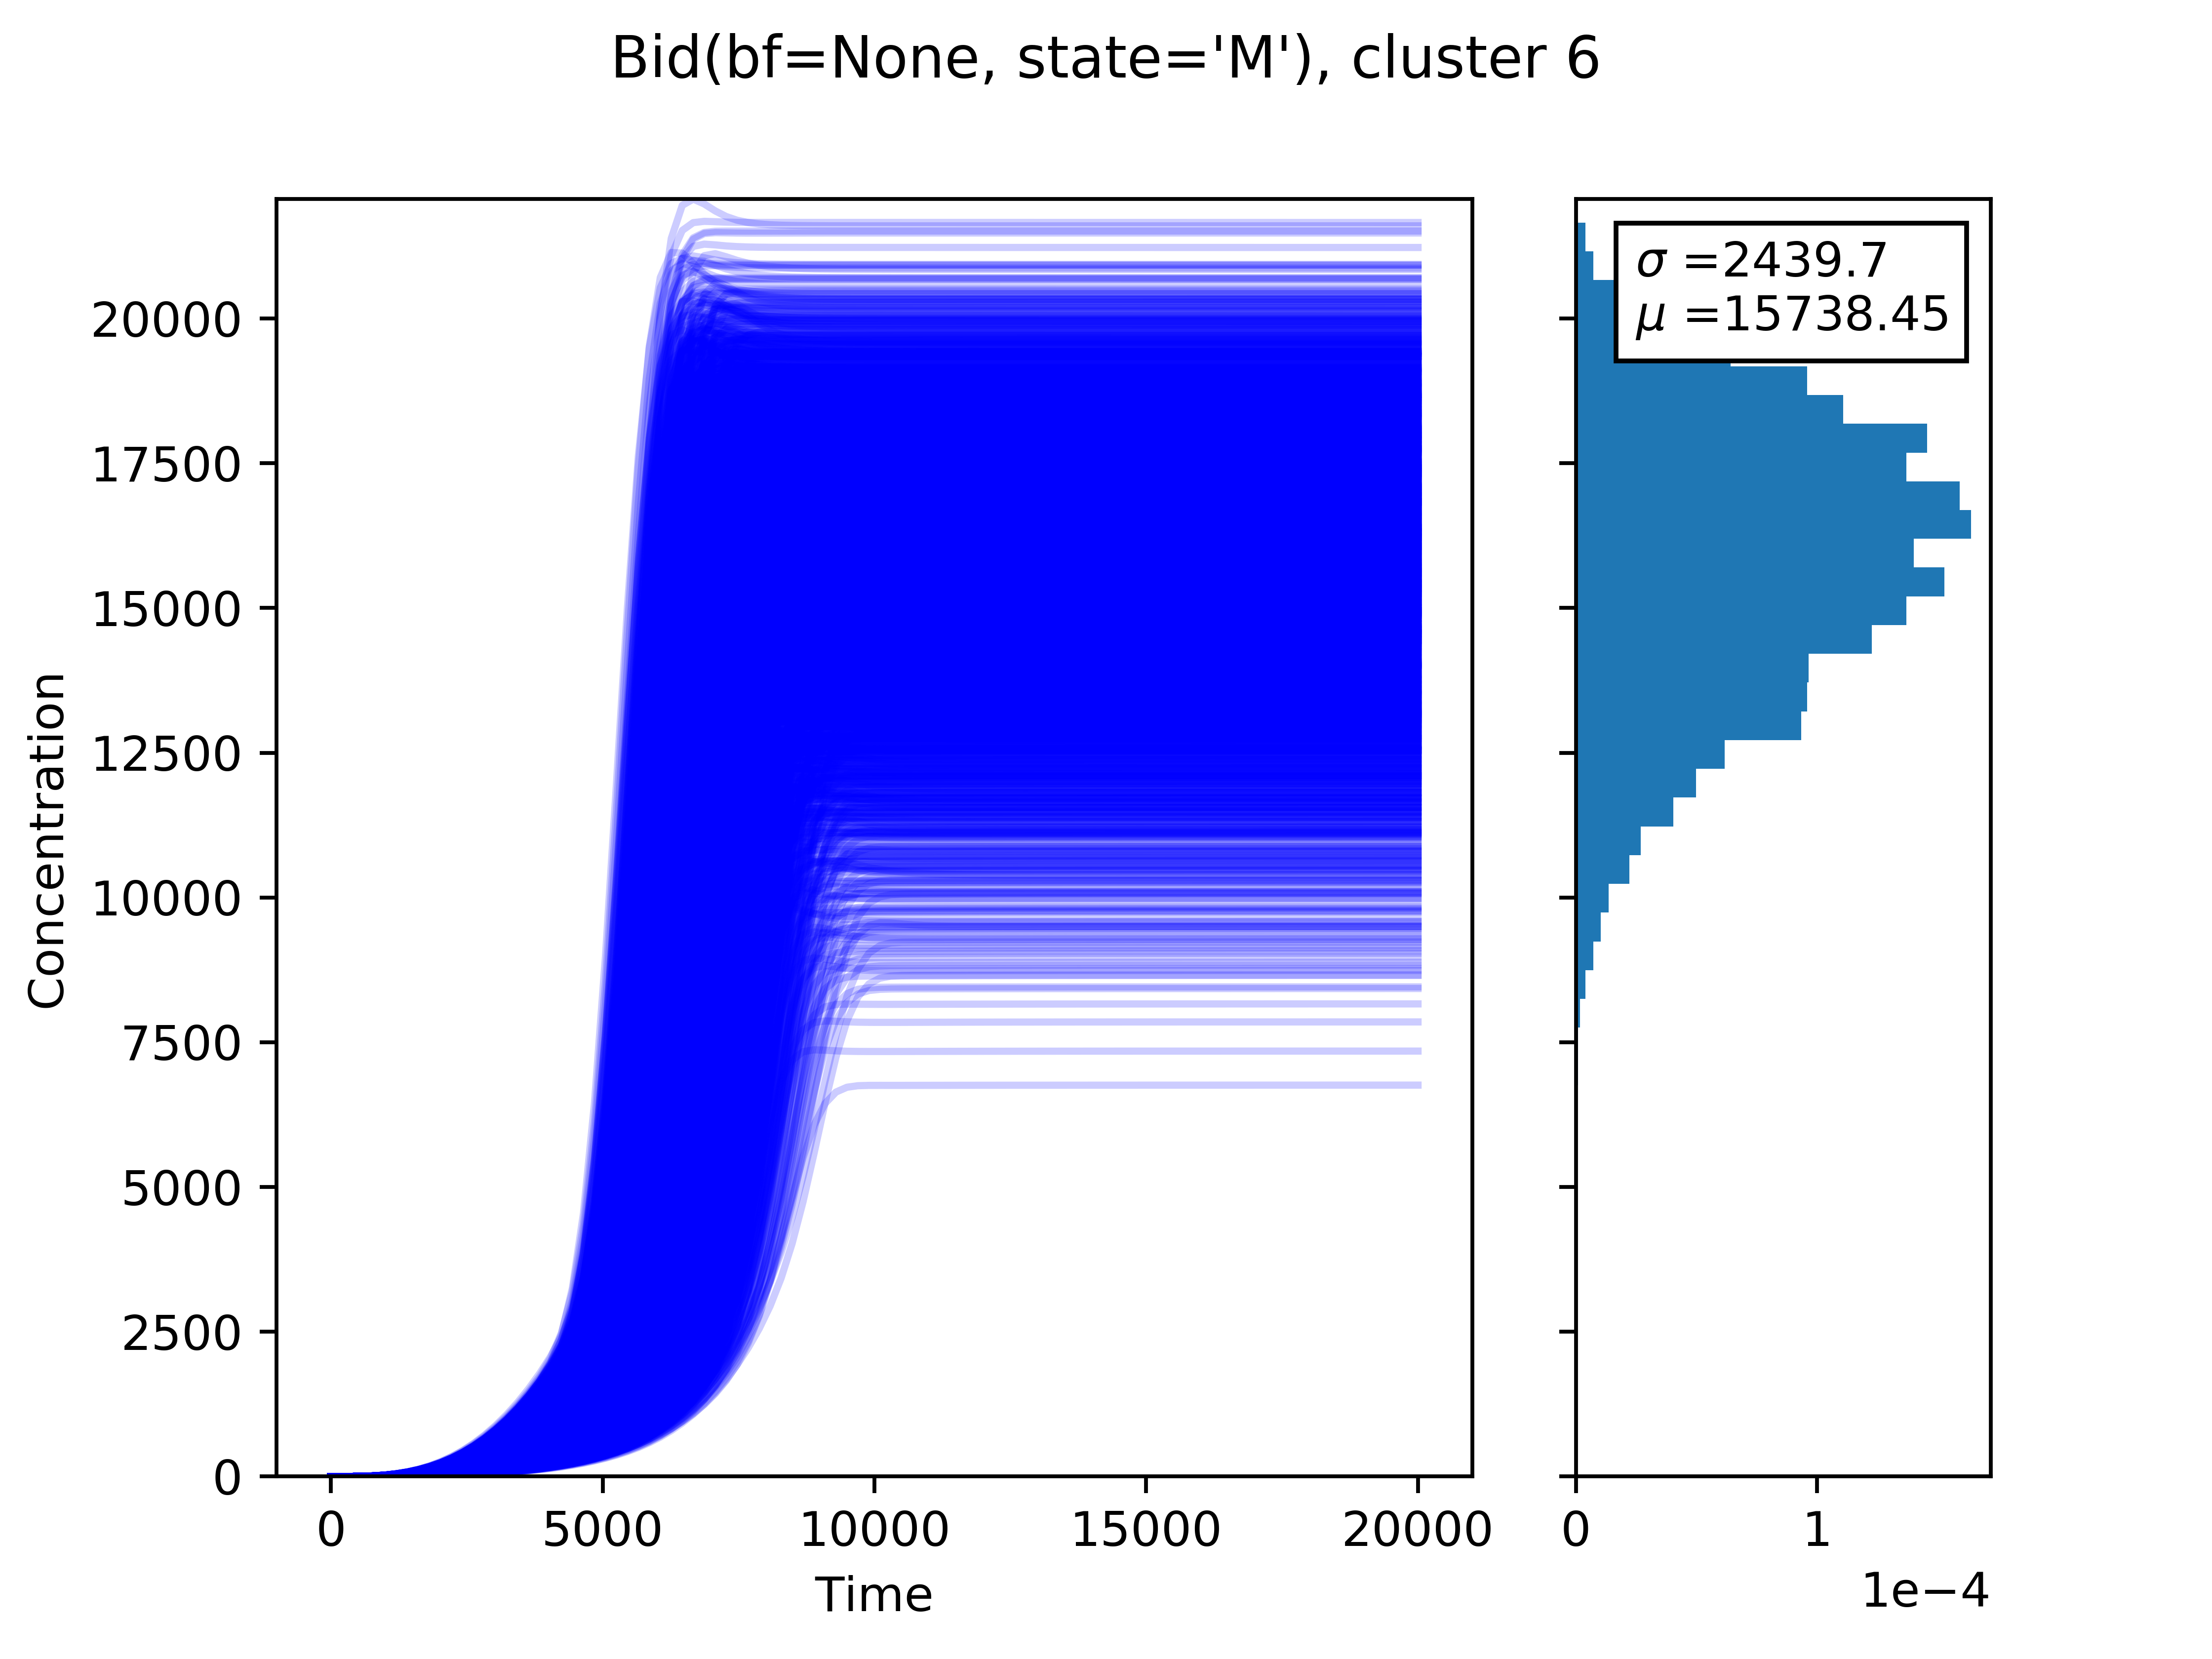 Bid(bf=None, state='M'), cluster 6
σ =2439.7
μ =15738.45
20000
17500
15000
12500
10000
7500
5000
2500
0
Concentration
0 5000 10000 15000 20000
Time
0 1
1e−4